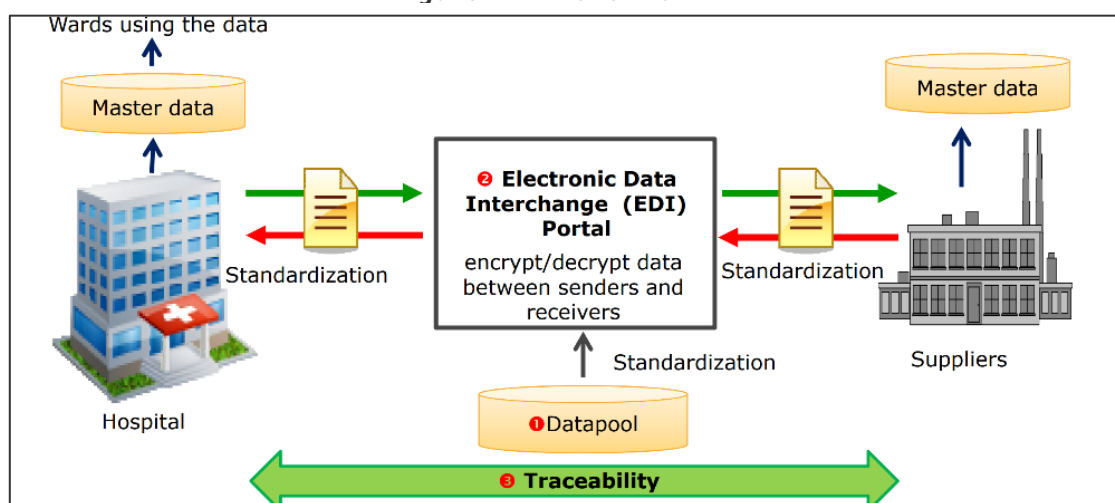 Wards using the data
Master data
Master data
❷ Electronic Data
Interchange (EDI)
Portal
encrypt/decrypt data
between senders and
receivers
Standardization
Standardization
Standardization
Suppliers
Hospital
❶Datapool
❸ Traceability